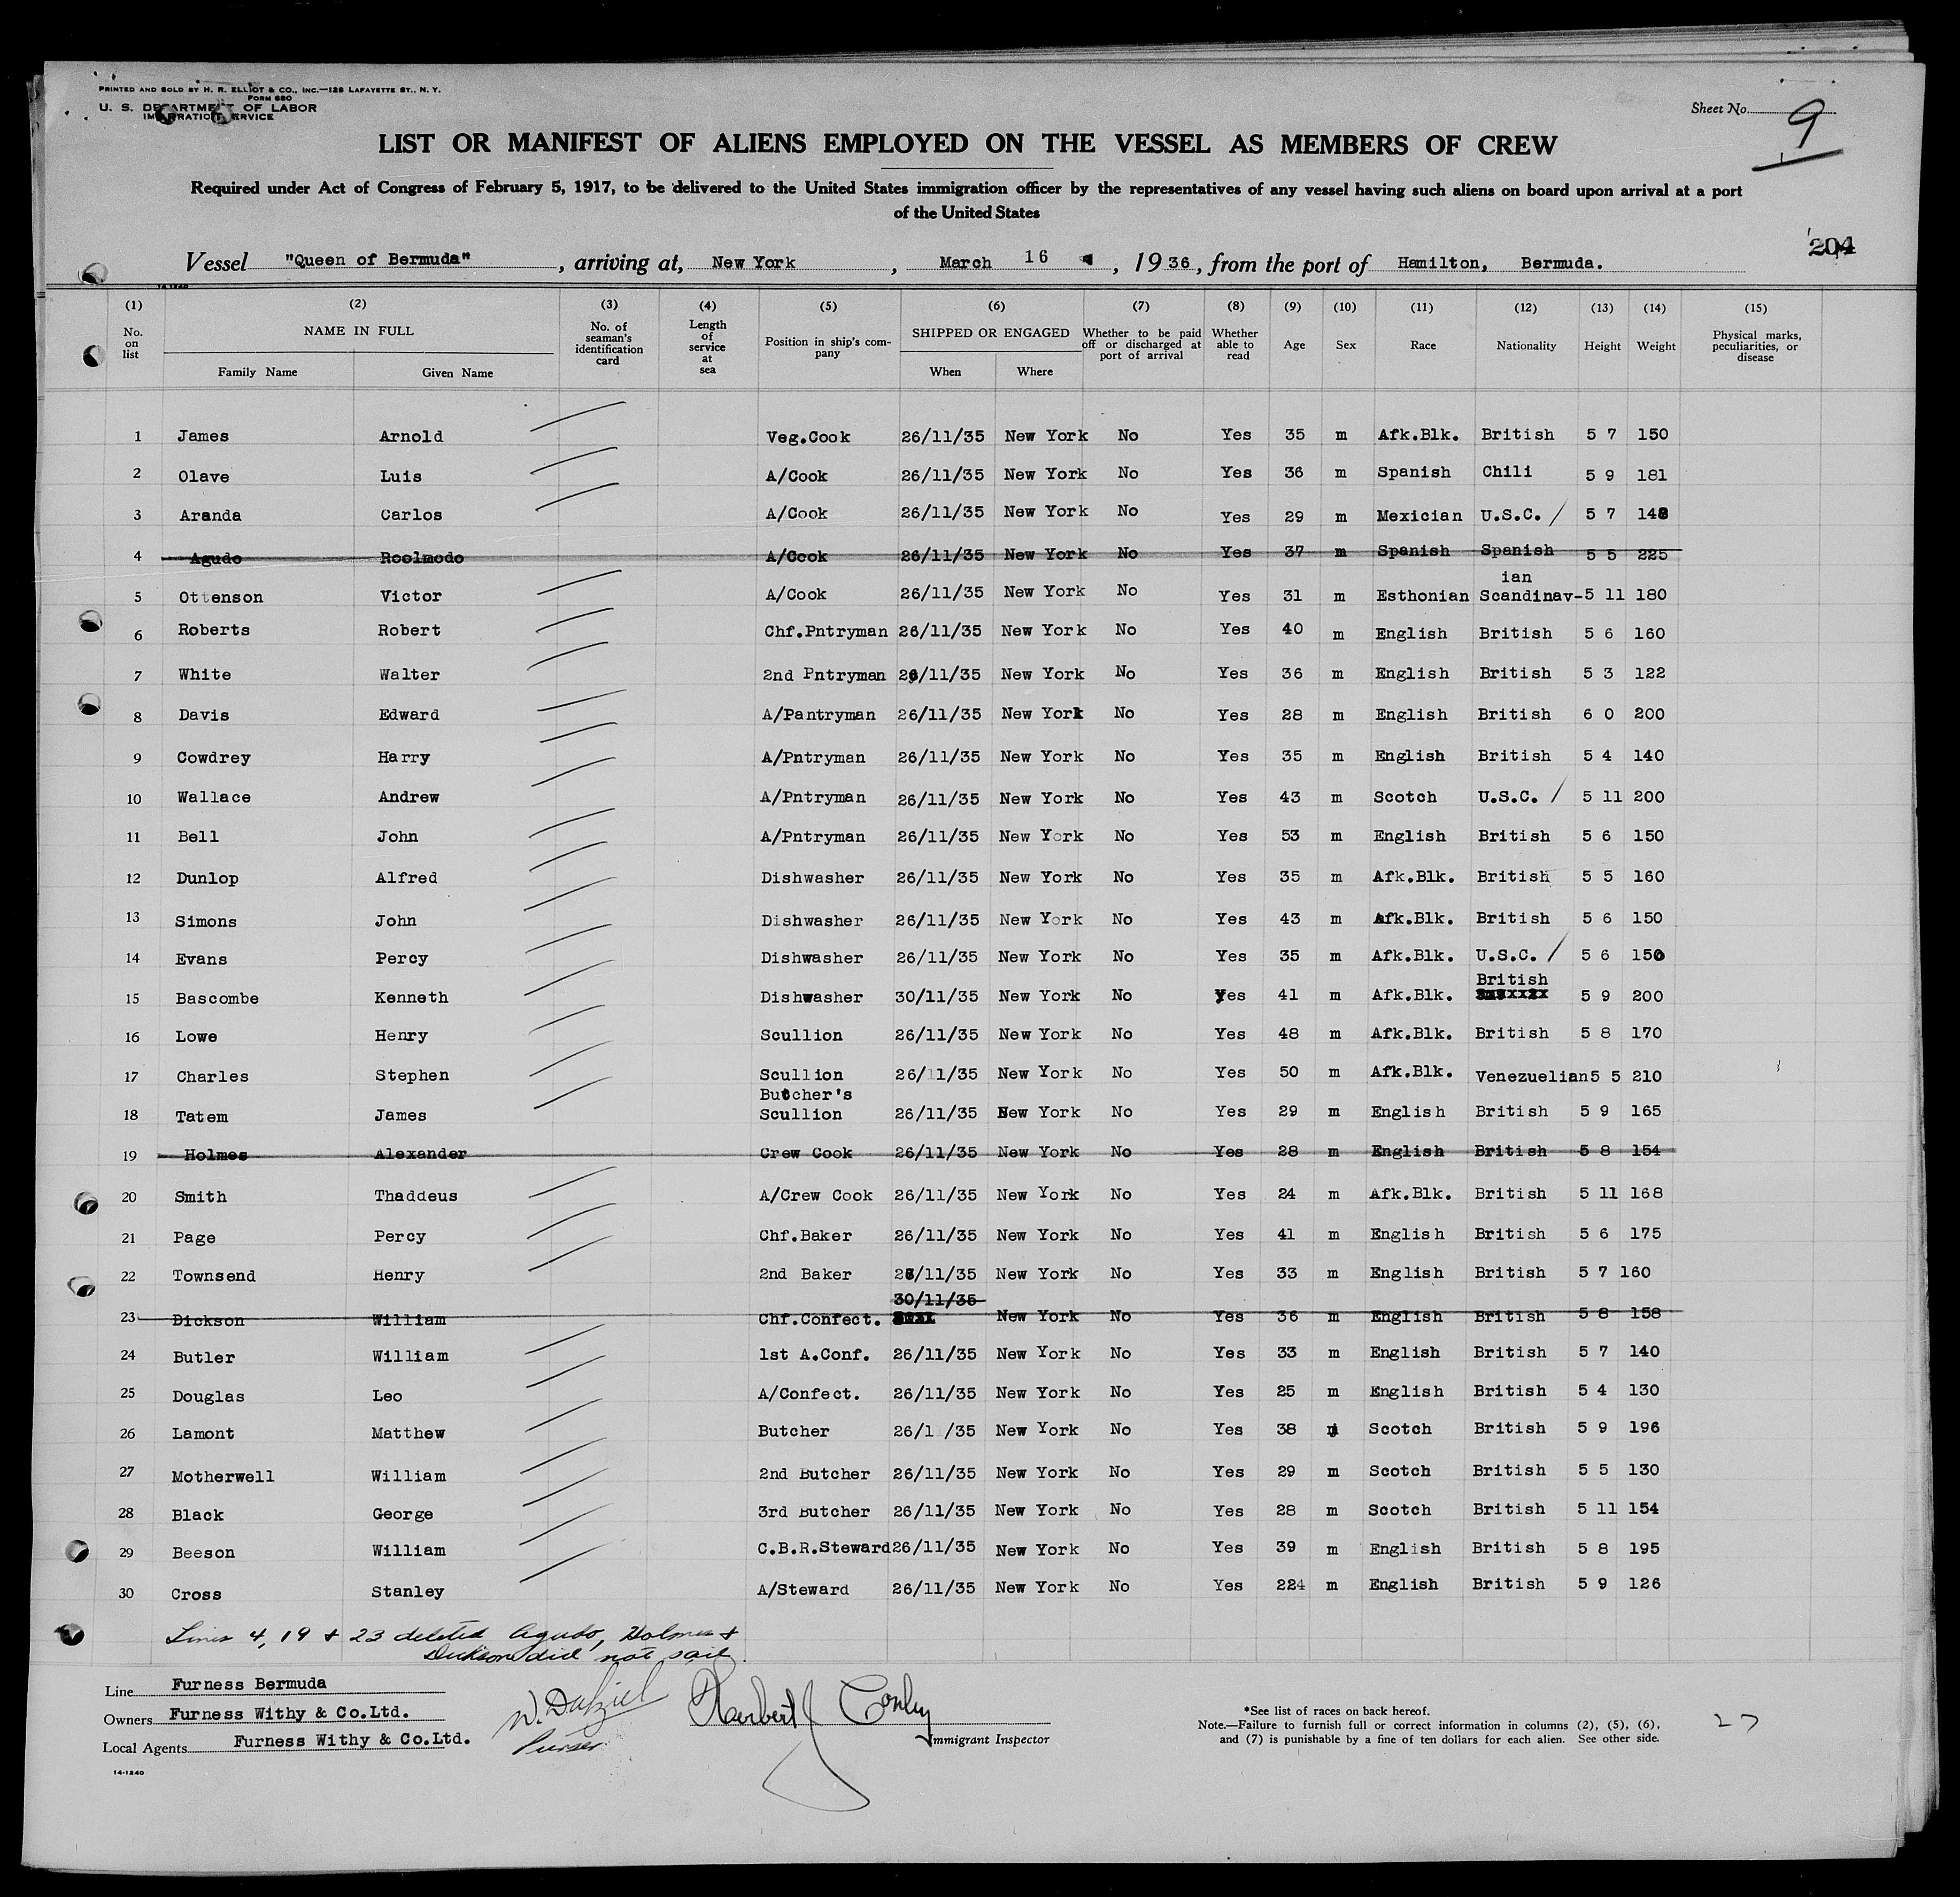 PRINTED AND SOLD BY H. R. ELLIOT & CO., INC.—128 LAFAYETTE ST., N. Y.
FORM 680
U. S. DEPARTMENT OF LABOR
IMMIGRATION SERVICE
Sheet No. 9
LIST OR MANIFEST OF ALIENS EMPLOYED ON THE VESSEL AS MEMBERS OF CREW
Required under Act of Congress of February 5, 1917, to be delivered to the United States immigration officer by the representatives of any vessel having such aliens on board upon arrival at a port
of the United States
204
Vessel "Queen of Bermuda", arriving at, New York, March 16, 1936, from the port of Hamilton, Bermuda.
14-1240
(1) (2) (3) (4) (5) (6) (7) (8) (9) (10) (11) (12) (13) (14) (15)
No. on list NAME IN FULL Family Name Given Name No. of seaman's identification card Length of service at sea Position in ship's company SHIPPED OR ENGAGED When Where Whether to be paid off or discharged at port of arrival Whether able to read Age Sex Race Nationality Height Weight Physical marks, peculiarities, or disease
1 James Arnold Veg.Cook 26/11/35 New York No Yes 35 m Afk.Blk. British 5 7 150
2 Olave Luis A/Cook 26/11/35 New York No Yes 36 m Spanish Chili 5 9 181
3 Aranda Carlos A/Cook 26/11/35 New York No Yes 29 m Mexician U.S.C. / 5 7 148
4 Agudo Roolmodo A/Cook 26/11/35 New York No Yes 37 m Spanish Spanish 5 5 225
5 Ottenson Victor A/Cook 26/11/35 New York No Yes 31 m Esthonian Scandinav-ian 5 11 180
6 Roberts Robert Chf.Pntryman 26/11/35 New York No Yes 40 m English British 5 6 160
7 White Walter 2nd Pntryman 26/11/35 New York No Yes 36 m English British 5 3 122
8 Davis Edward A/Pantryman 26/11/35 New York No Yes 28 m English British 6 0 200
9 Cowdrey Harry A/Pntryman 26/11/35 New York No Yes 35 m English British 5 4 140
10 Wallace Andrew A/Pntryman 26/11/35 New York No Yes 43 m Scotch U.S.C. / 5 11 200
11 Bell John A/Pntryman 26/11/35 New York No Yes 53 m English British 5 6 150
12 Dunlop Alfred Dishwasher 26/11/35 New York No Yes 35 m Afk.Blk. British 5 5 160
13 Simons John Dishwasher 26/11/35 New York No Yes 43 m Afk.Blk. British 5 6 150
14 Evans Percy Dishwasher 26/11/35 New York No Yes 35 m Afk.Blk. U.S.C. / 5 6 150
15 Bascombe Kenneth Dishwasher 30/11/35 New York No Yes 41 m Afk.Blk. British 5 9 200
16 Lowe Henry Scullion 26/11/35 New York No Yes 48 m Afk.Blk. British 5 8 170
17 Charles Stephen Scullion 26/11/35 New York No Yes 50 m Afk.Blk. Venezuelian 5 5 210
18 Tatem James Butcher's Scullion 26/11/35 New York No Yes 29 m English British 5 9 165
19 Holmes Alexander Crew Cook 26/11/35 New York No Yes 28 m English British 5 8 154
20 Smith Thaddeus A/Crew Cook 26/11/35 New York No Yes 24 m Afk.Blk. British 5 11 168
21 Page Percy Chf.Baker 26/11/35 New York No Yes 41 m English British 5 6 175
22 Townsend Henry 2nd Baker 26/11/35 New York No Yes 33 m English British 5 7 160
23 Dickson William Chf.Confect. 30/11/35 New York No Yes 36 m English British 5 8 158
24 Butler William 1st A.Conf. 26/11/35 New York No Yes 33 m English British 5 7 140
25 Douglas Leo A/Confect. 26/11/35 New York No Yes 25 m English British 5 4 130
26 Lamont Matthew Butcher 26/1 /35 New York No Yes 38 m Scotch British 5 9 196
27 Motherwell William 2nd Butcher 26/11/35 New York No Yes 29 m Scotch British 5 5 130
28 Black George 3rd Butcher 26/11/35 New York No Yes 28 m Scotch British 5 11 154
29 Beeson William C.B.R.Steward 26/11/35 New York No Yes 39 m English British 5 8 195
30 Cross Stanley A/Steward 26/11/35 New York No Yes 224 m English British 5 9 126
Lines 4, 19 & 23 deleted Agudo, Holmes &
Dickson did not sail.
Line Furness Bermuda
Owners Furness Withy & Co.Ltd.
Local Agents Furness Withy & Co.Ltd.
W. Dalziel
Purser
Herbert J Conley
Immigrant Inspector
*See list of races on back hereof.
Note.—Failure to furnish full or correct information in columns (2), (5), (6),
and (7) is punishable by a fine of ten dollars for each alien. See other side.
27
14-1240